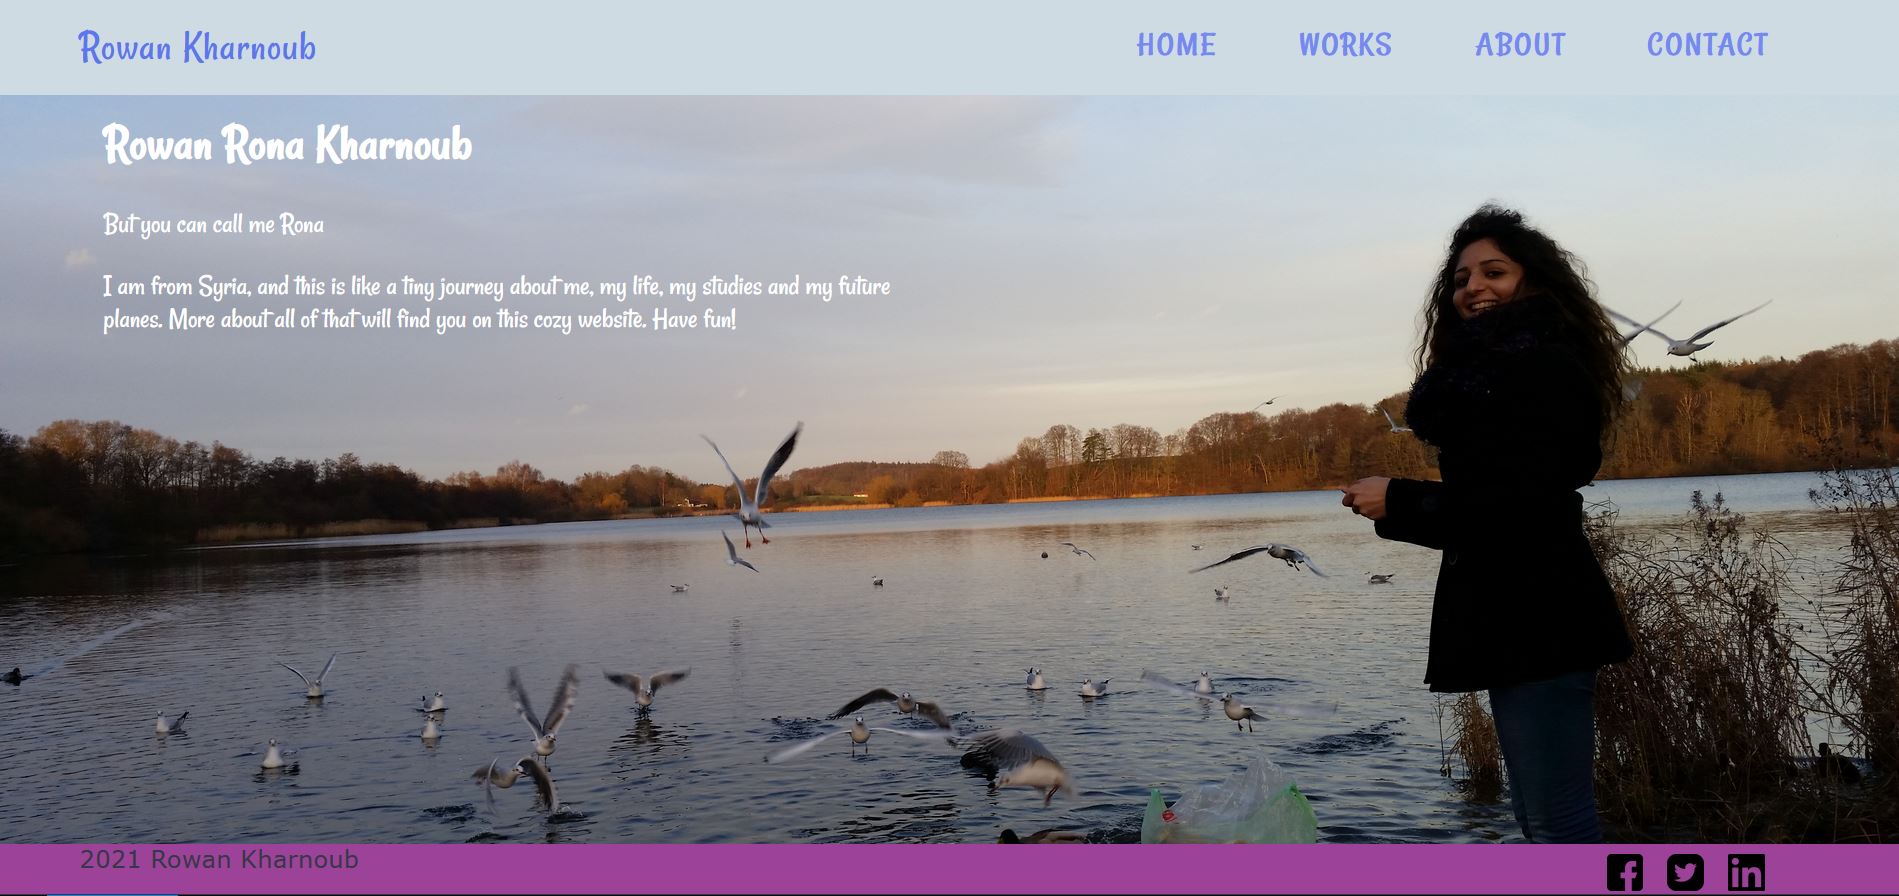 Rowan Kharnoub
HOME WORKS ABOUT CONTACT
Rowan Rona Kharnoub
But you can call me Rona
I am from Syria, and this is like a tiny journey about me, my life, my studies and my future
planes. More about all of that will find you on this cozy website. Have fun!
2021 Rowan Kharnoub